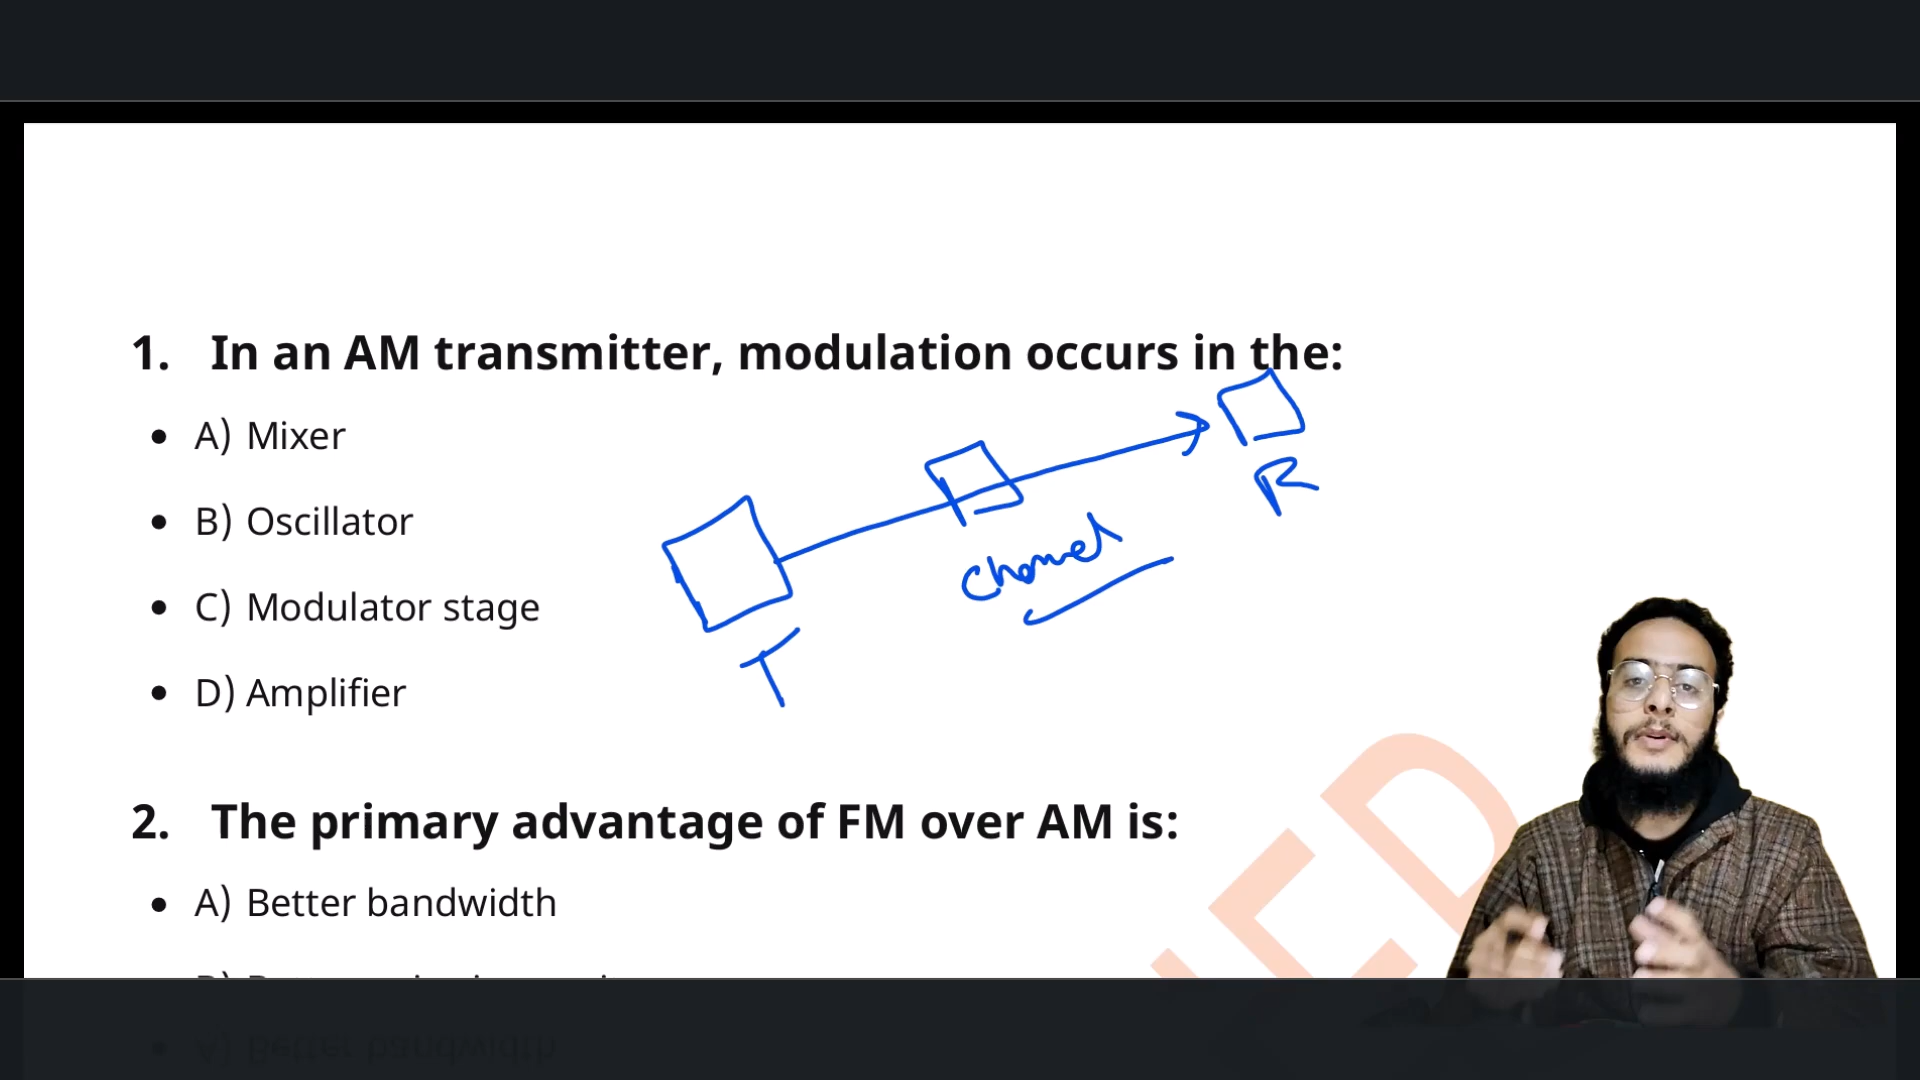 1. In an AM transmitter, modulation occurs in the:
• A) Mixer
• B) Oscillator
• C) Modulator stage
• D) Amplifier
T
Channel
R
2. The primary advantage of FM over AM is:
• A) Better bandwidth